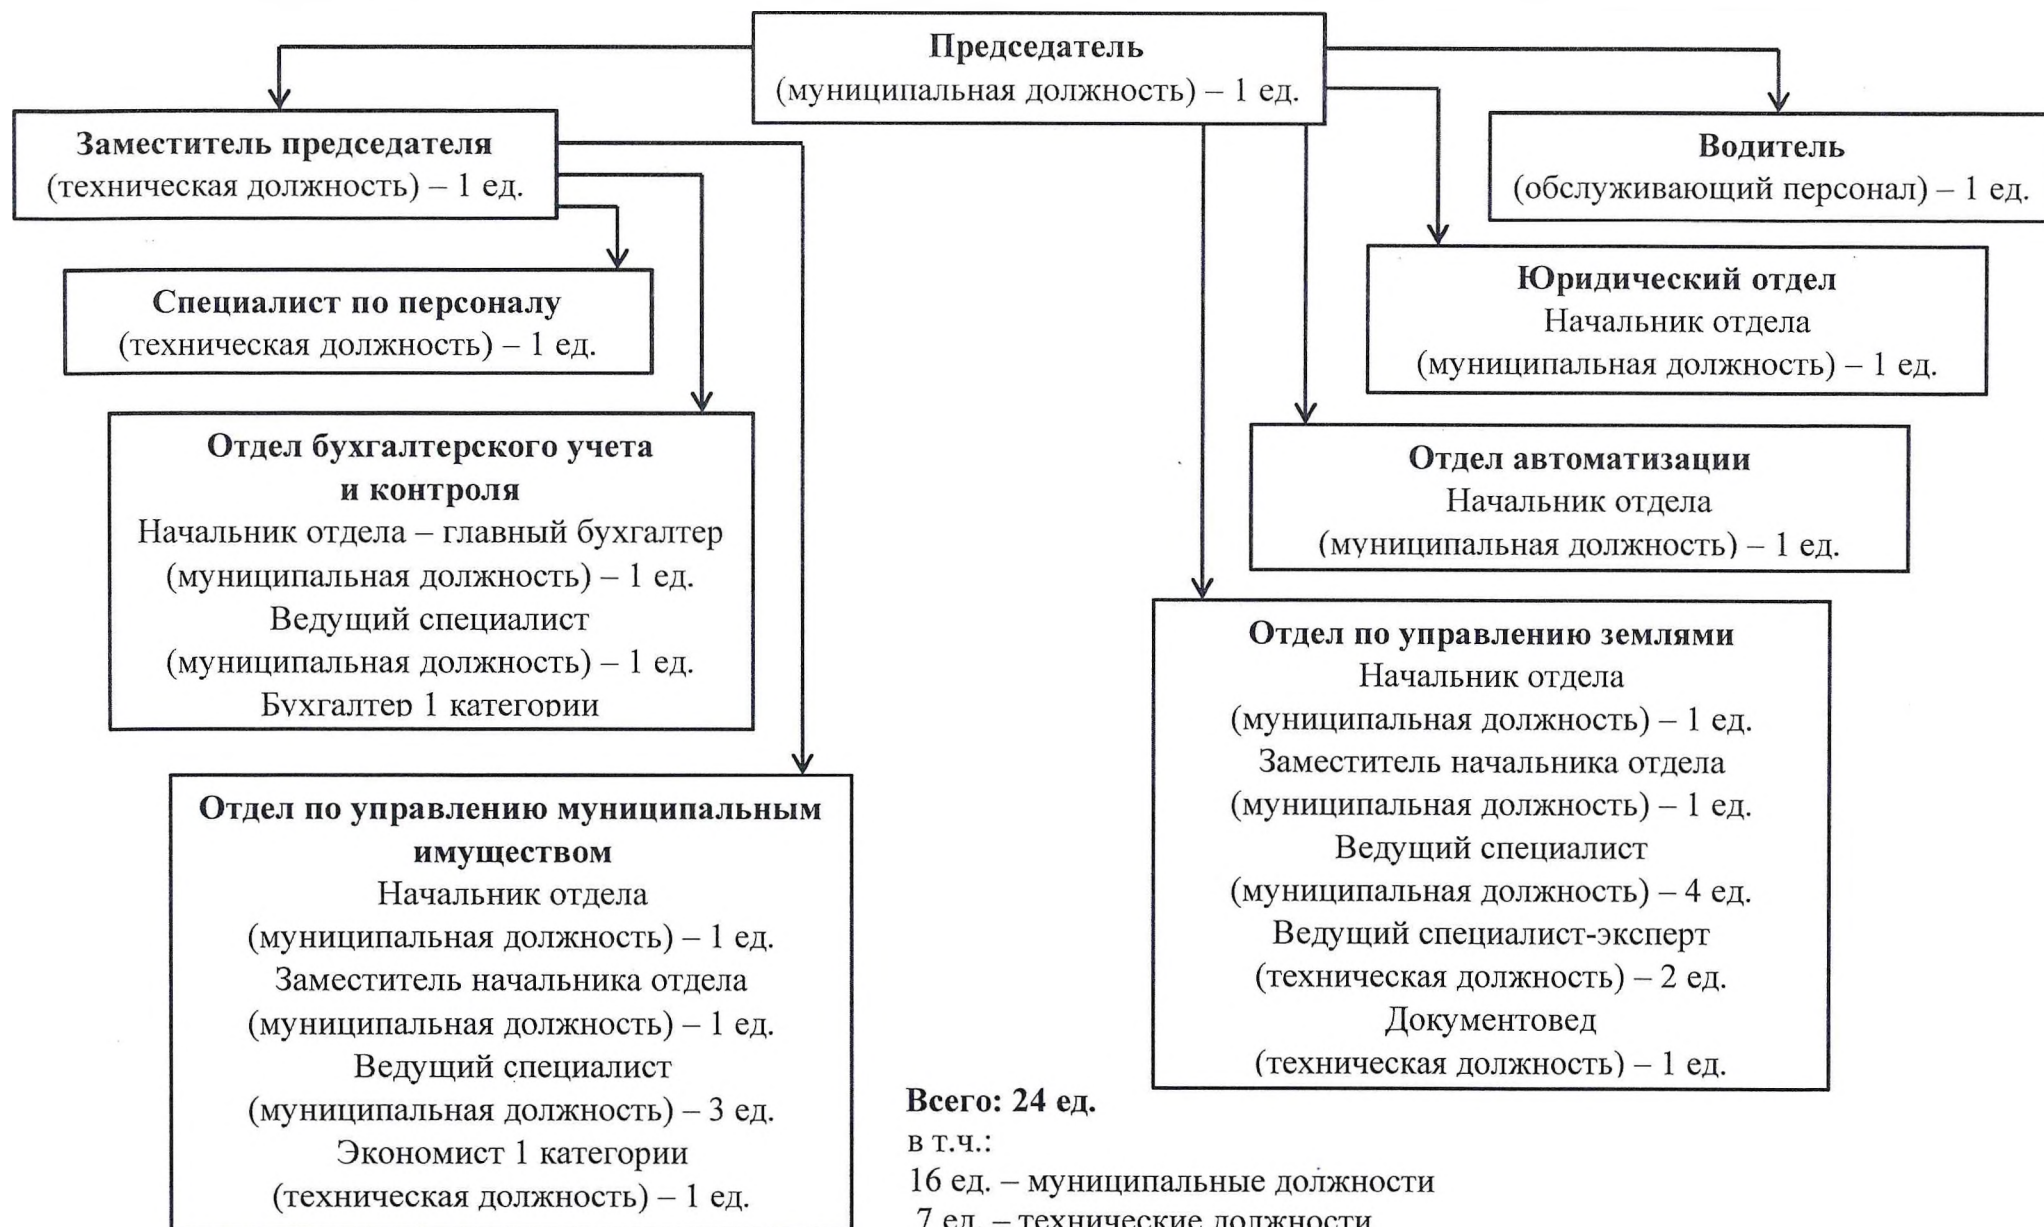 Председатель
(муниципальная должность) – 1 ед.
Заместитель председателя
(техническая должность) – 1 ед.
Водитель
(обслуживающий персонал) – 1 ед.
Специалист по персоналу
(техническая должность) – 1 ед.
Юридический отдел
Начальник отдела
(муниципальная должность) – 1 ед.
Отдел бухгалтерского учета
и контроля
Начальник отдела – главный бухгалтер
(муниципальная должность) – 1 ед.
Ведущий специалист
(муниципальная должность) – 1 ед.
Бухгалтер 1 категории
Отдел автоматизации
Начальник отдела
(муниципальная должность) – 1 ед.
Отдел по управлению муниципальным
имуществом
Начальник отдела
(муниципальная должность) – 1 ед.
Заместитель начальника отдела
(муниципальная должность) – 1 ед.
Ведущий специалист
(муниципальная должность) – 3 ед.
Экономист 1 категории
(техническая должность) – 1 ед.
Отдел по управлению землями
Начальник отдела
(муниципальная должность) – 1 ед.
Заместитель начальника отдела
(муниципальная должность) – 1 ед.
Ведущий специалист
(муниципальная должность) – 4 ед.
Ведущий специалист-эксперт
(техническая должность) – 2 ед.
Документовед
(техническая должность) – 1 ед.
Всего: 24 ед.
в т.ч.:
16 ед. – муниципальные должности
7 ед. – технические должности